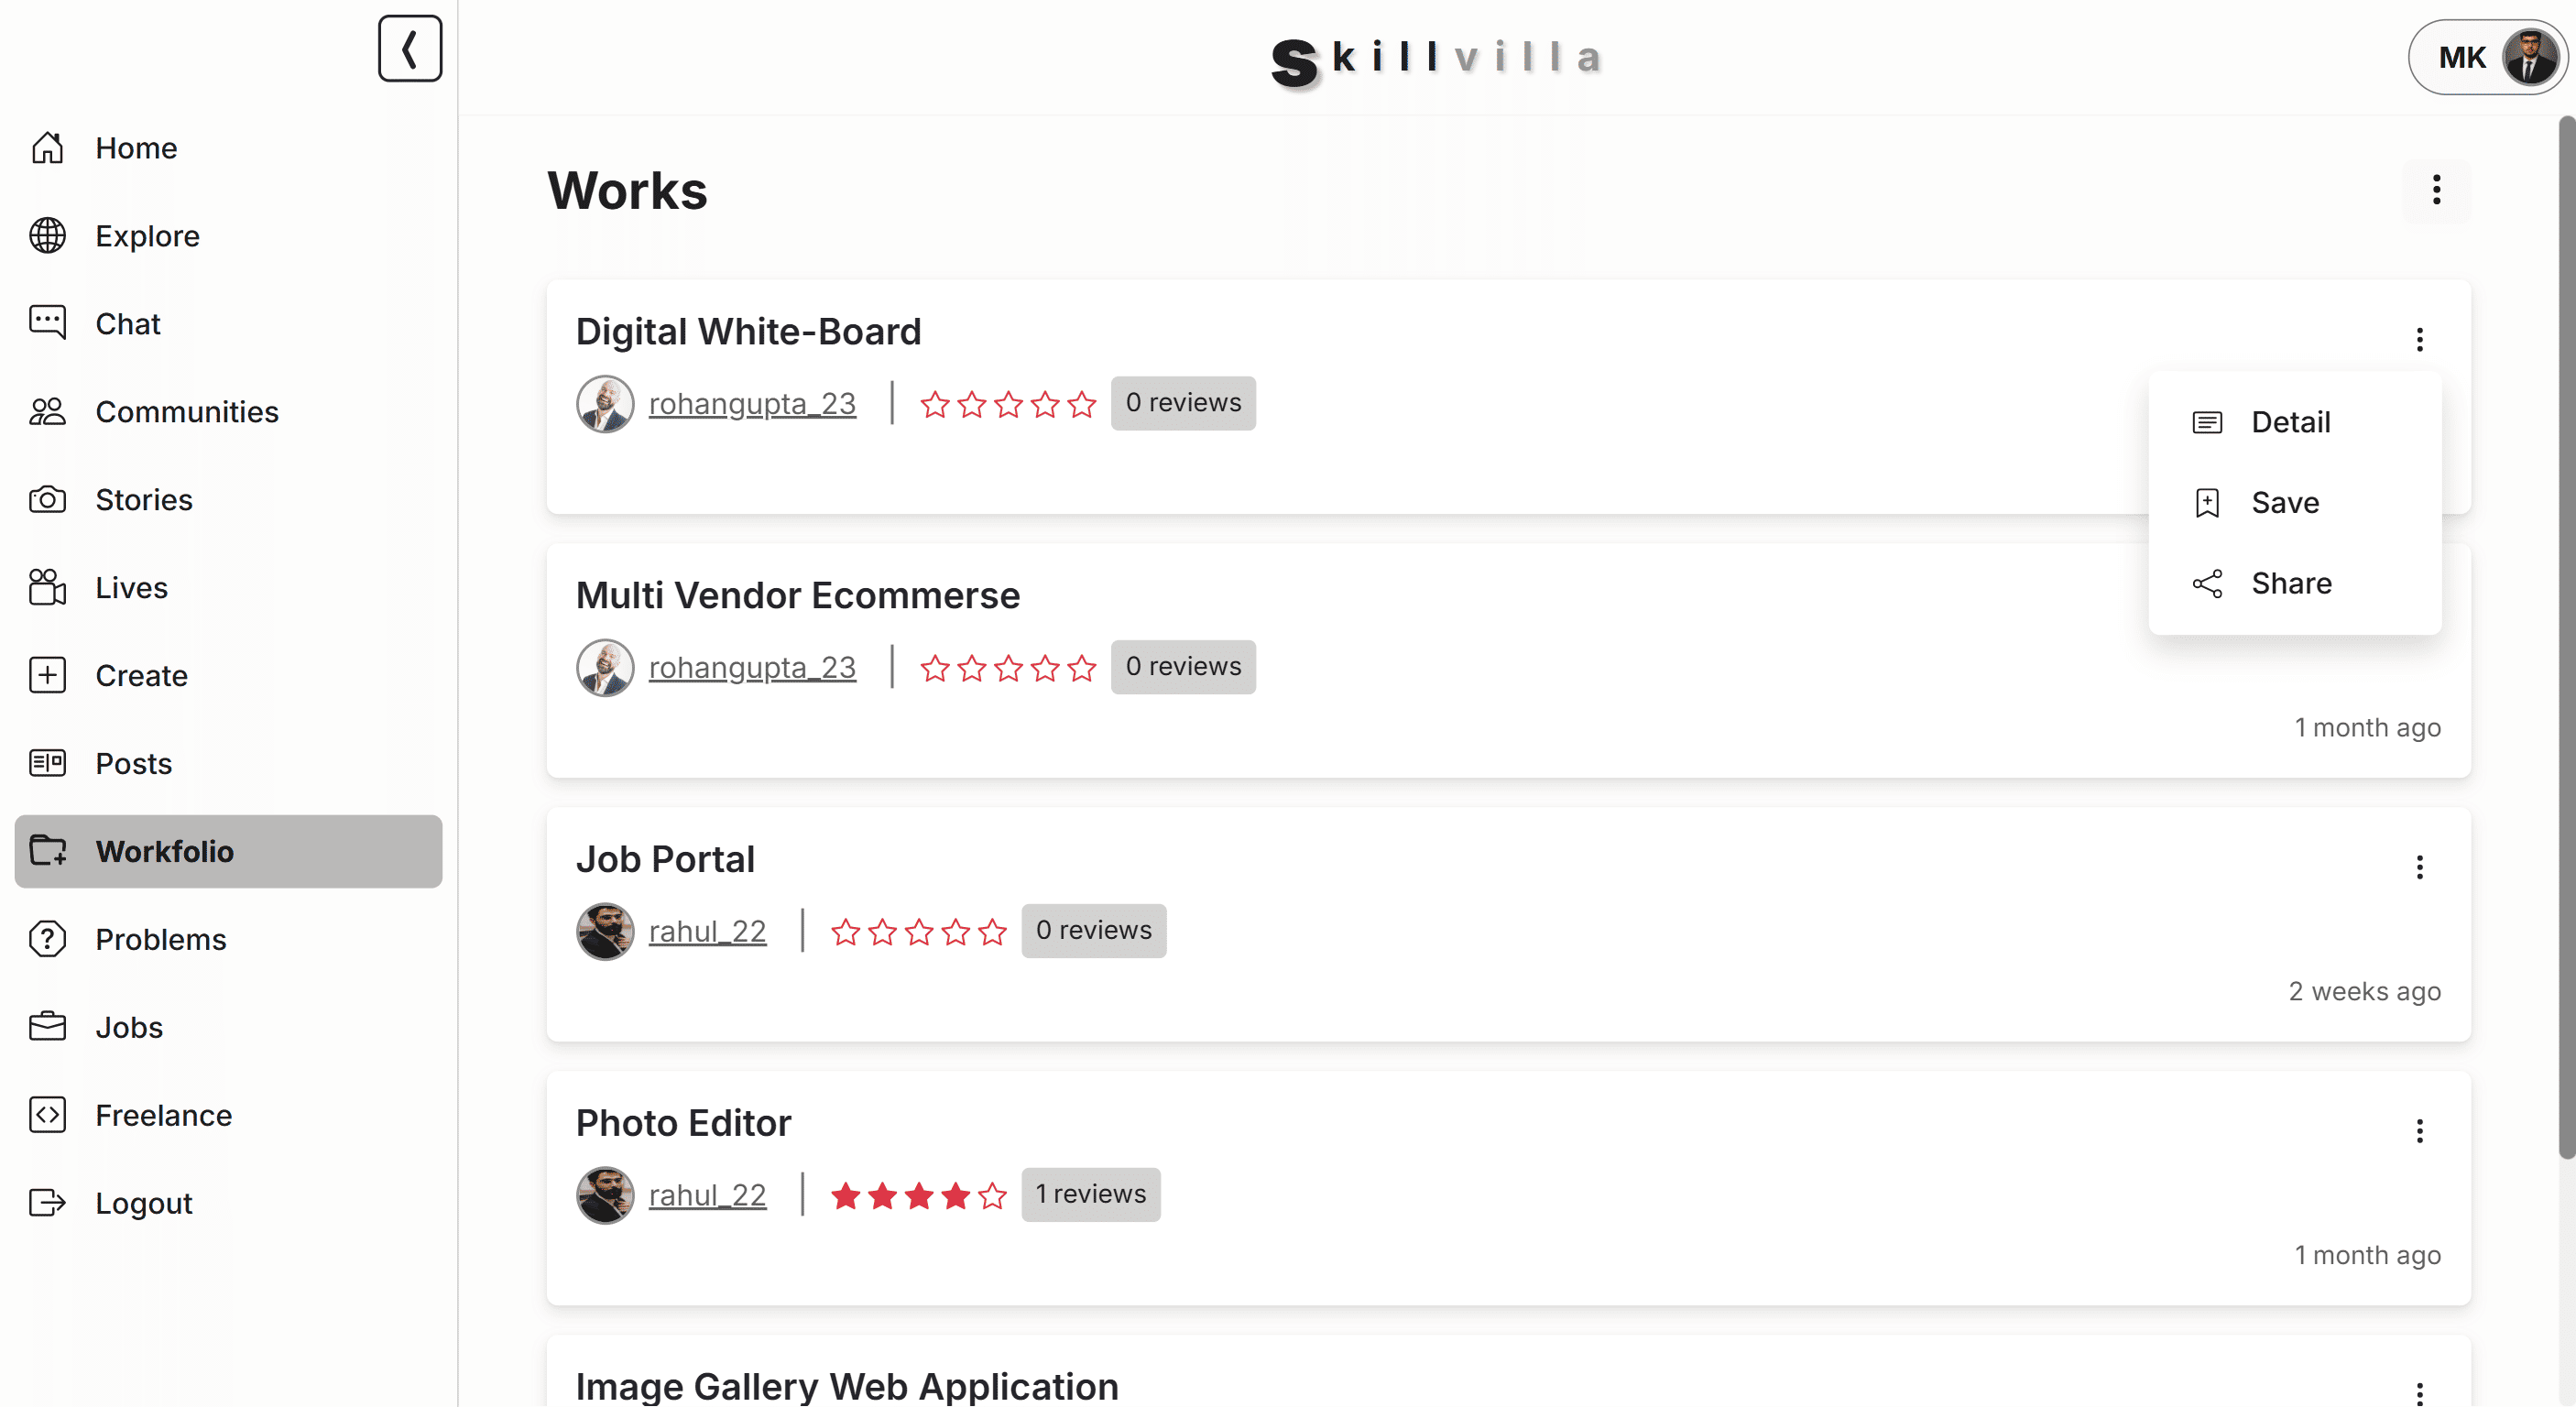 Skillvilla
MK
Home
Explore
Chat
Communities
Stories
Lives
Create
Posts
Workfolio
Problems
Jobs
Freelance
Logout
Works
Digital White-Board
rohangupta_23
0 reviews
Detail
Save
Share
Multi Vendor Ecommerse
rohangupta_23
0 reviews
1 month ago
Job Portal
rahul_22
0 reviews
2 weeks ago
Photo Editor
rahul_22
1 reviews
1 month ago
Image Gallery Web Application